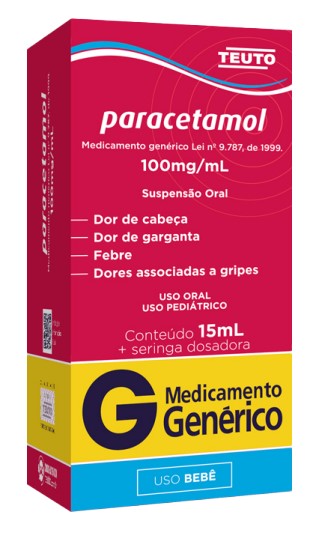 TEUTO
paracetamol
Medicamento genérico Lei nº 9.787, de 1999.
100mg/mL
Suspensão Oral
Dor de cabeça
Dor de garganta
Febre
Dores associadas a gripes
USO ORAL
USO PEDIÁTRICO
Conteúdo 15mL
+ seringa dosadora
G Medicamento
Genérico
USO BEBÊ
paracetamol